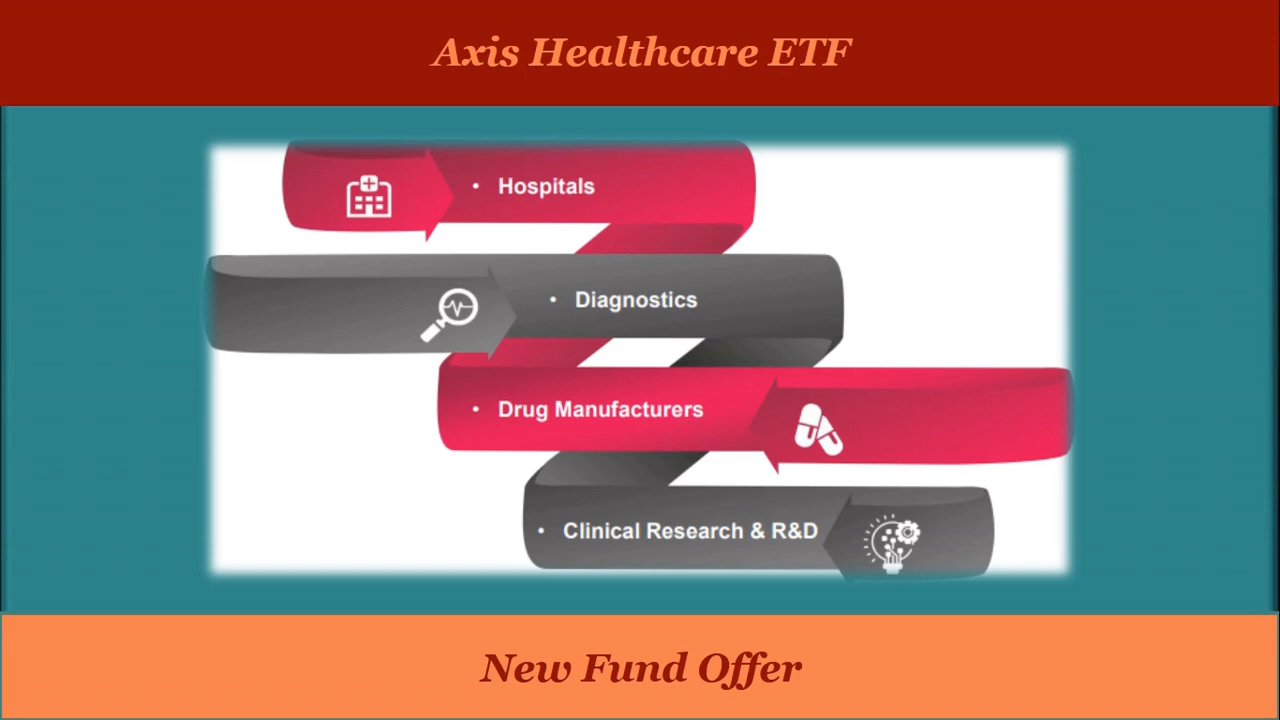 Axis Healthcare ETF
• Hospitals
• Diagnostics
• Drug Manufacturers
• Clinical Research & R&D
New Fund Offer